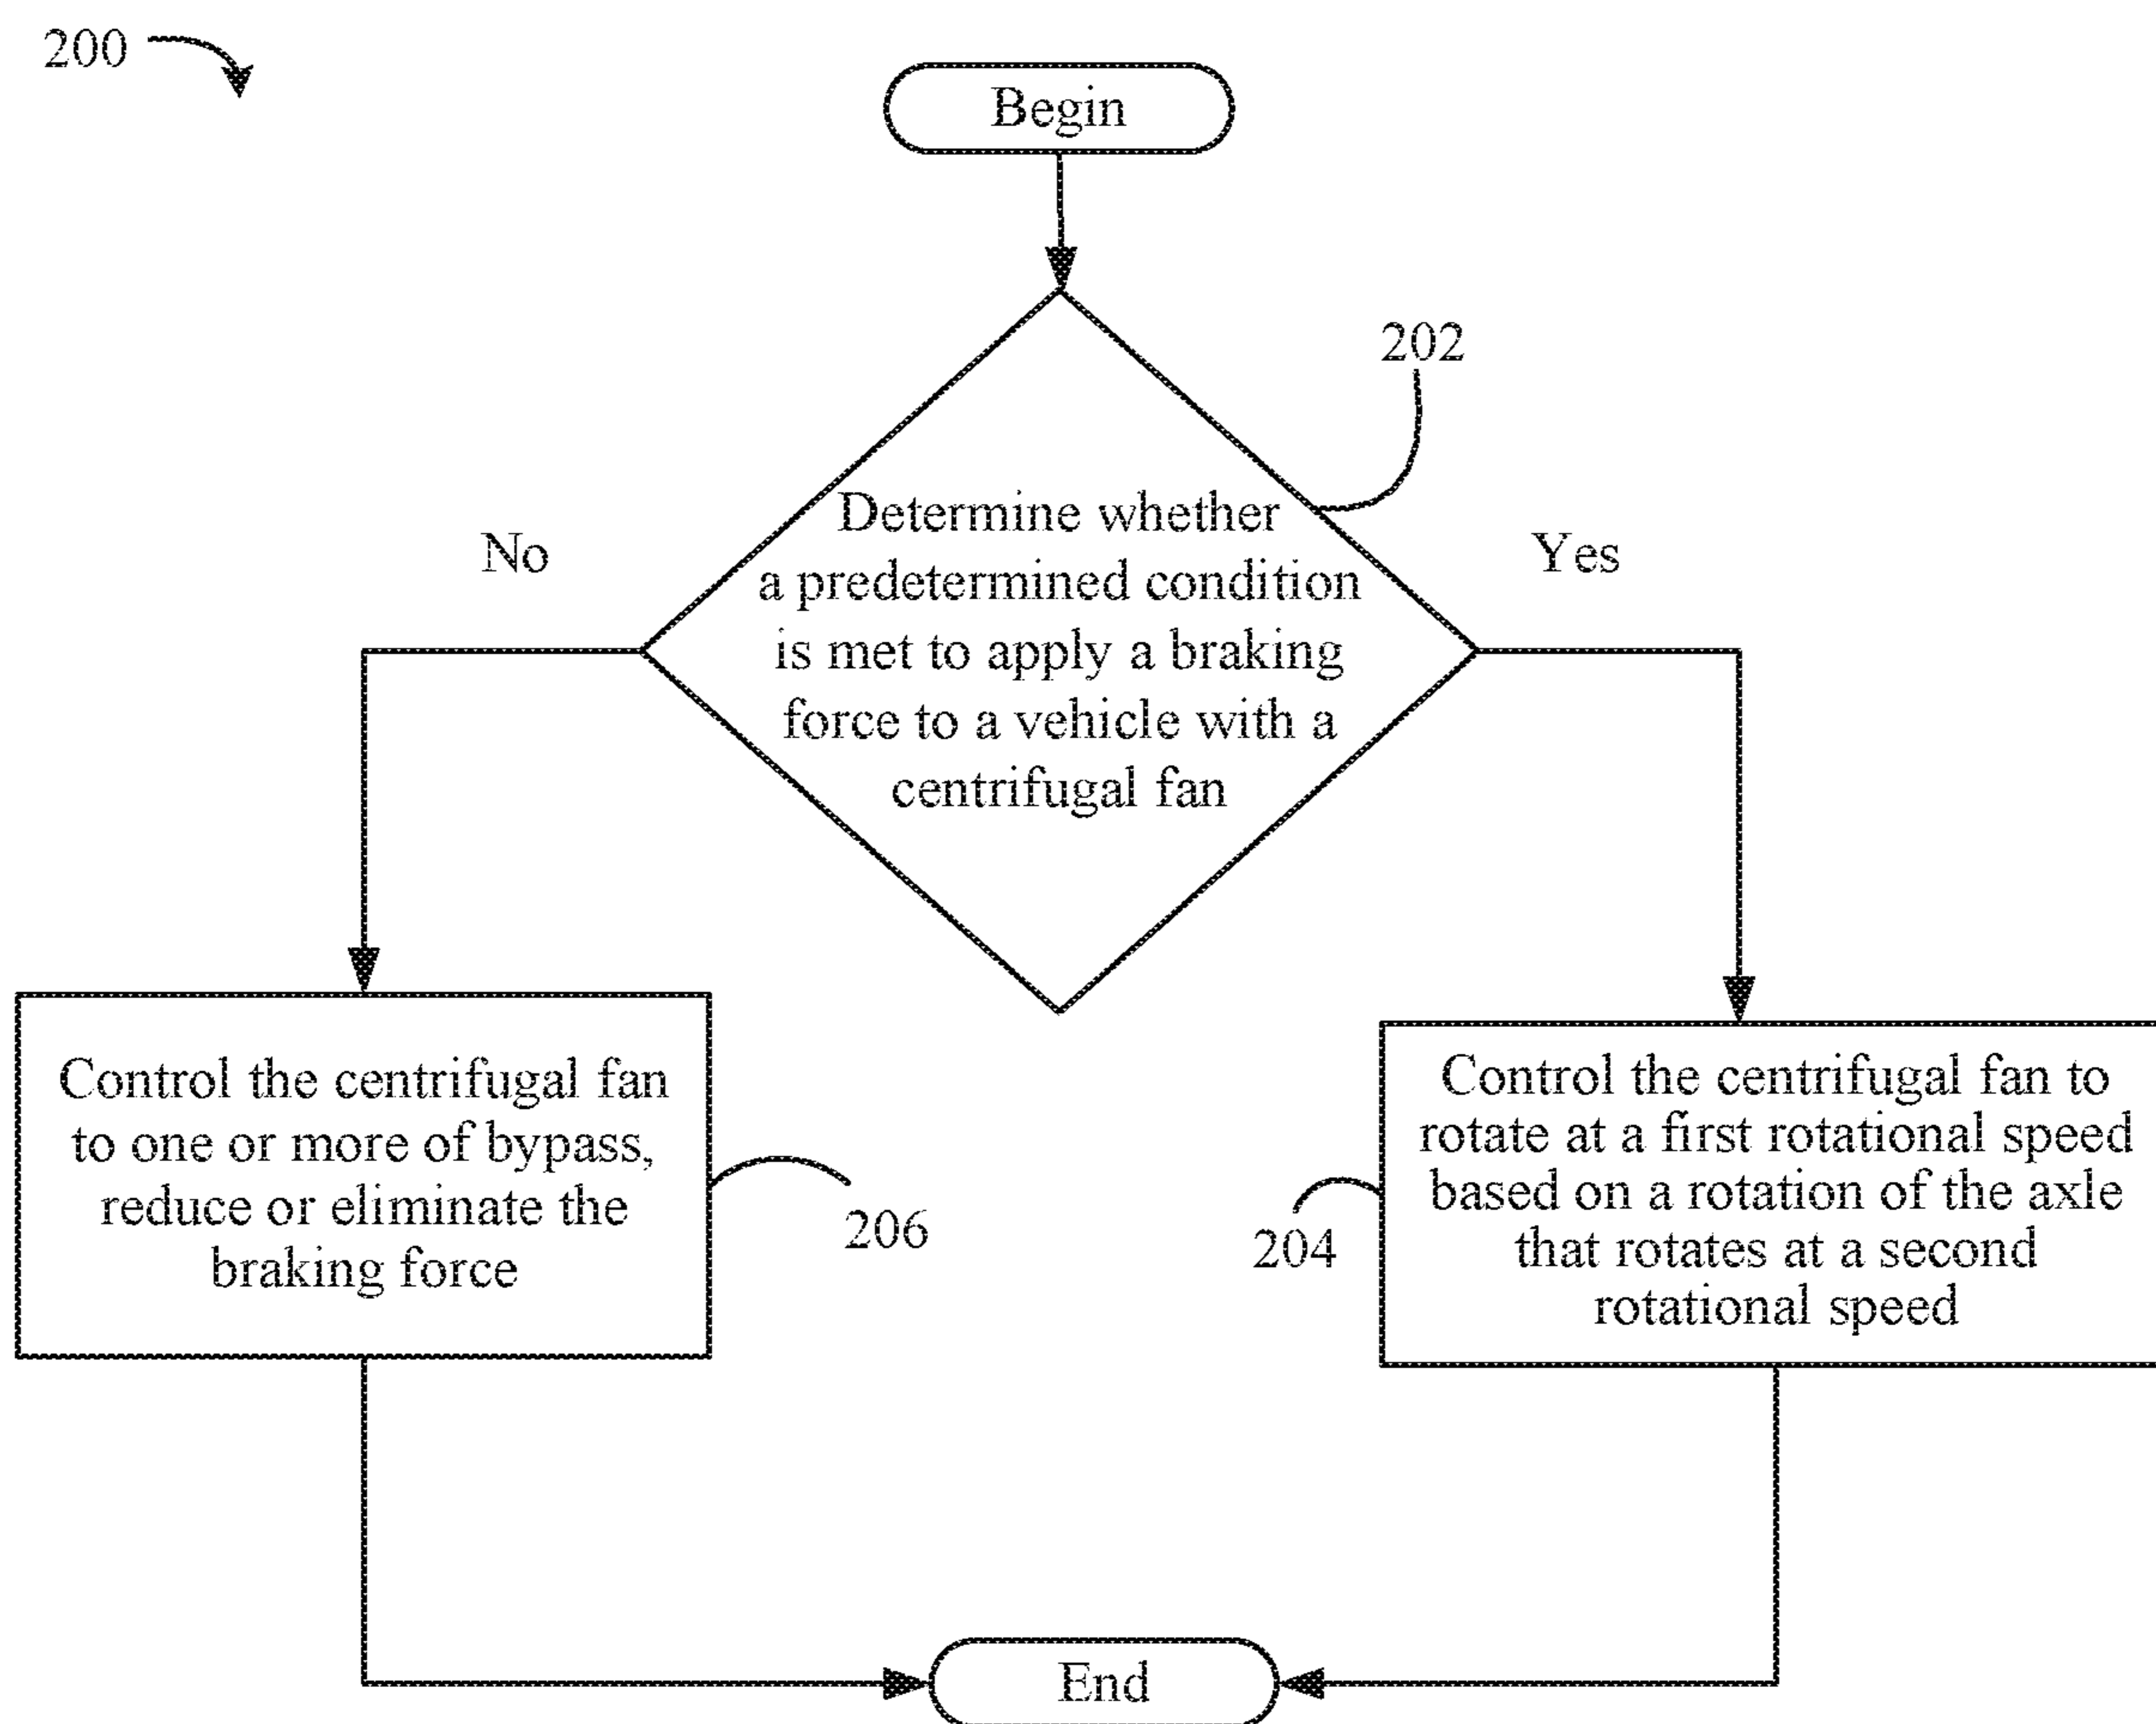 200
Begin
202
Determine whether
a predetermined condition
is met to apply a braking
force to a vehicle with a
centrifugal fan
No
Yes
Control the centrifugal fan
to one or more of bypass,
reduce or eliminate the
braking force
206
Control the centrifugal fan to
rotate at a first rotational speed
based on a rotation of the axle
that rotates at a second
rotational speed
204
End